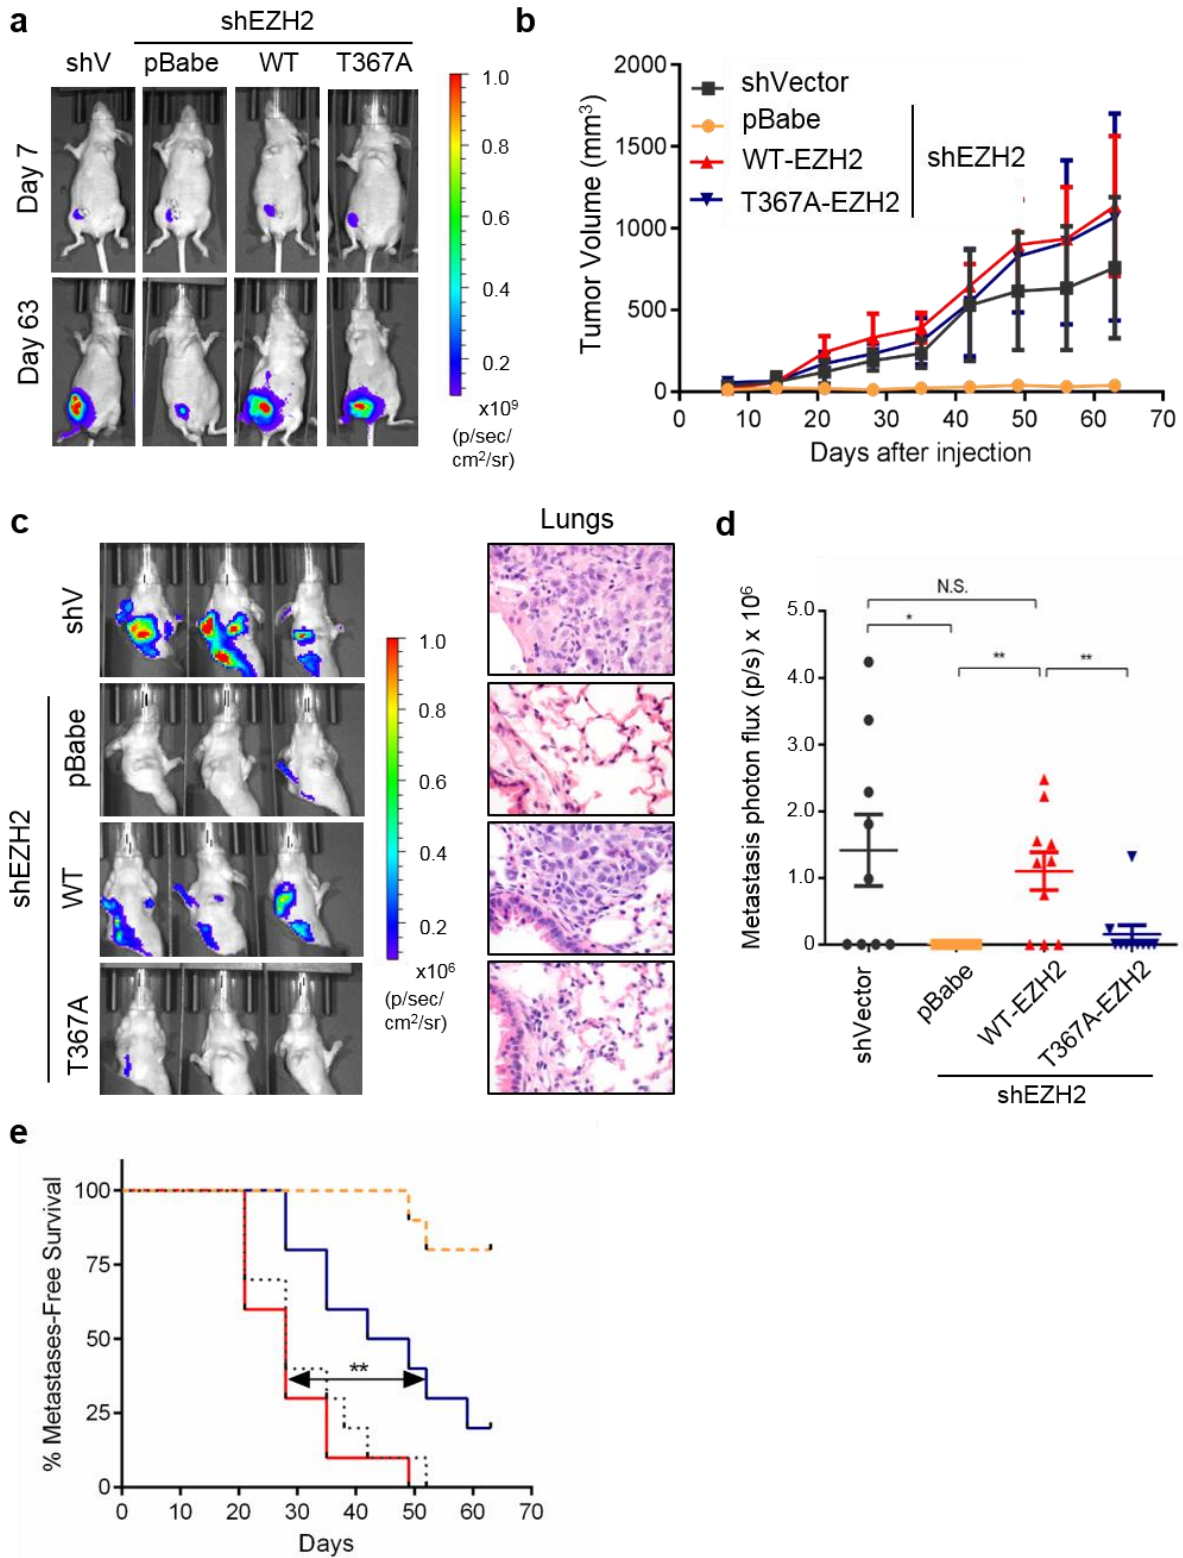 a
shEZH2
shV pBabe WT T367A
Day 7
Day 63
1.0
0.8
0.6
0.4
0.2
x10⁹
(p/sec/
cm²/sr)
b
Tumor Volume (mm³)
2000
1500
1000
500
0
shVector
pBabe
WT-EZH2
T367A-EZH2
shEZH2
0 10 20 30 40 50 60 70
Days after injection
c
Lungs
shV
pBabe
WT
T367A
shEZH2
1.0
0.8
0.6
0.4
0.2
x10⁶
(p/sec/
cm²/sr)
d
Metastasis photon flux (p/s) x 10⁶
5.0
4.0
3.0
2.0
1.0
0
N.S.
*
** **
shVector
pBabe
WT-EZH2
T367A-EZH2
shEZH2
e
% Metastases-Free Survival
100
75
50
25
0
**
0 10 20 30 40 50 60 70
Days